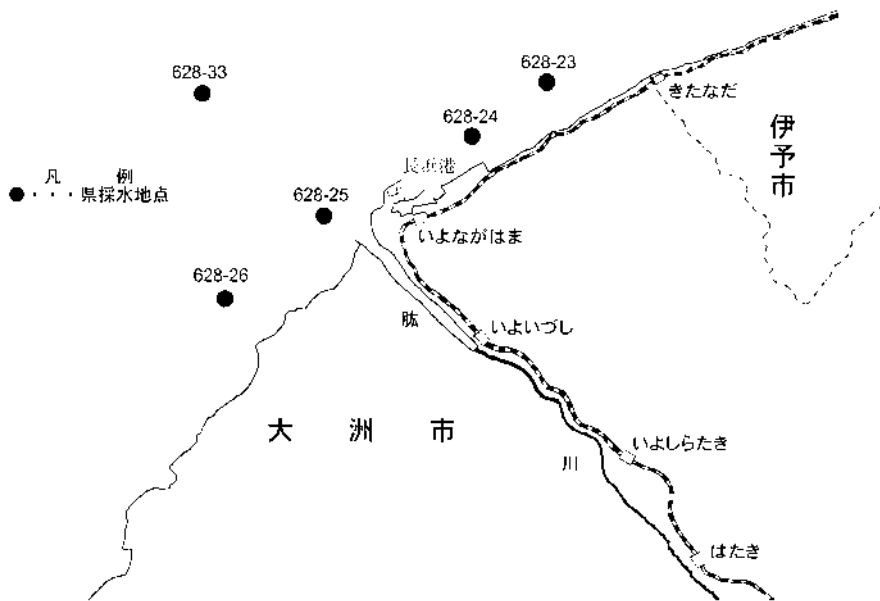 628-23
628-33
きたなだ
628-24
伊予市
長浜港
凡 例
●・・・・県採水地点
628-25
いよながはま
628-26
肱
いよいづし
大 洲 市
いよしらたき
川
はたき